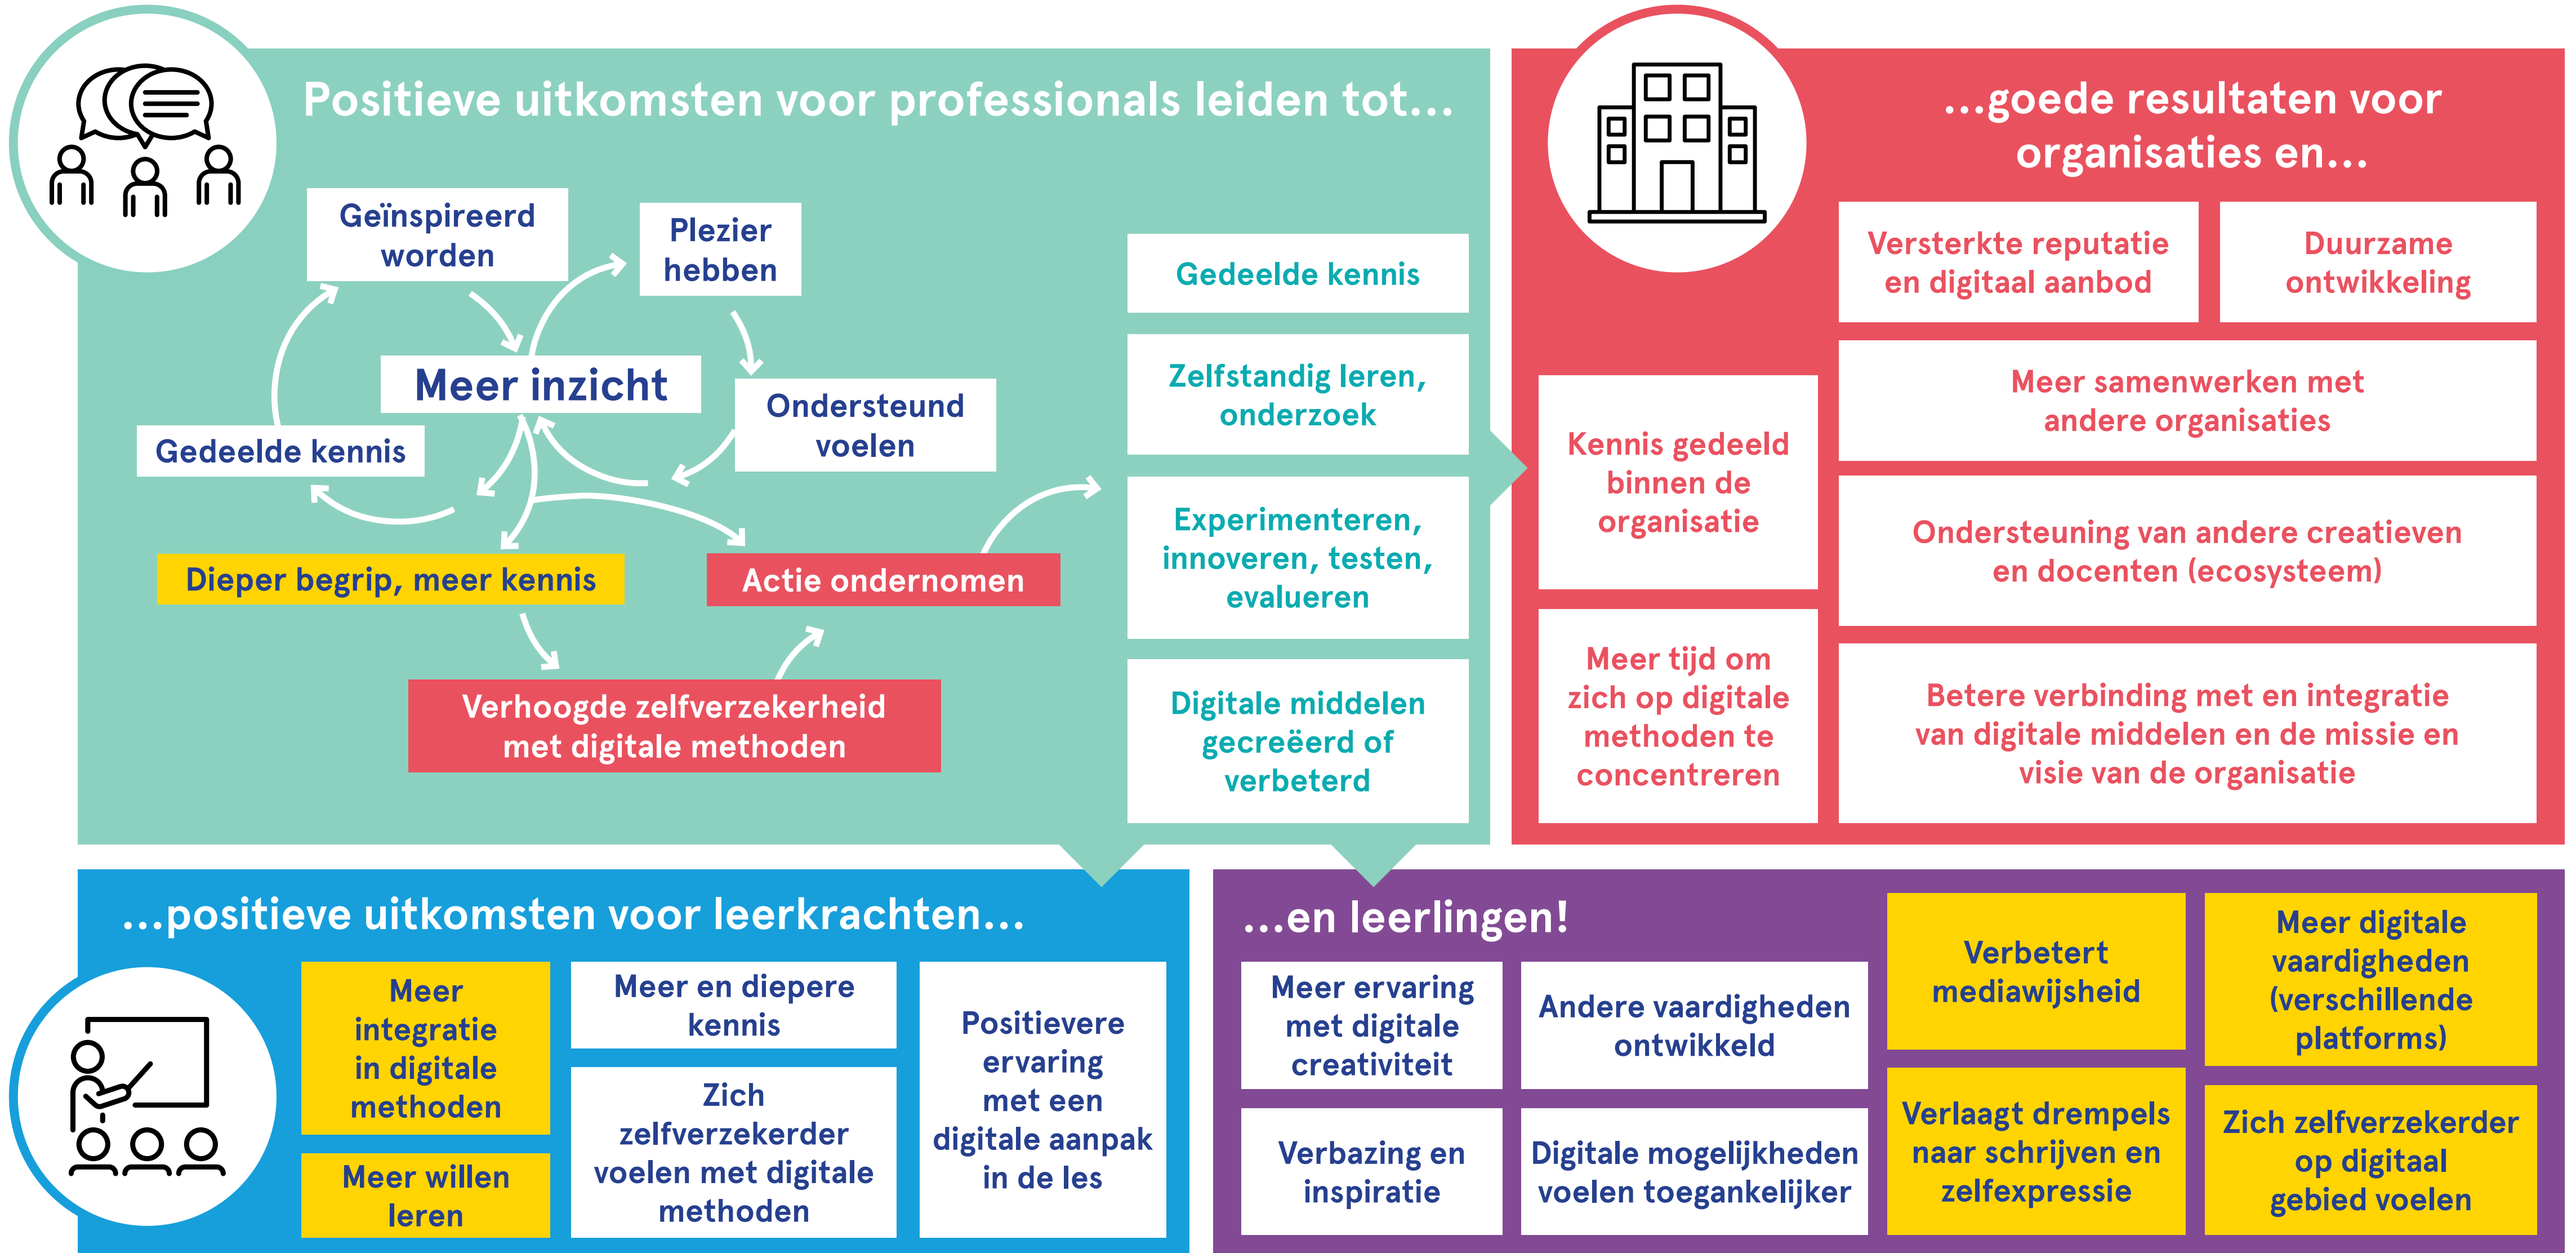 Positieve uitkomsten voor professionals leiden tot...
Geïnspireerd
worden
Plezier
hebben
Meer inzicht
Ondersteund
voelen
Gedeelde kennis
Dieper begrip, meer kennis
Actie ondernomen
Verhoogde zelfverzekerheid
met digitale methoden
Gedeelde kennis
Zelfstandig leren,
onderzoek
Experimenteren,
innoveren, testen,
evalueren
Digitale middelen
gecreëerd of
verbeterd
...goede resultaten voor
organisaties en...
Kennis gedeeld
binnen de
organisatie
Meer tijd om
zich op digitale
methoden te
concentreren
Versterkte reputatie
en digitaal aanbod
Duurzame
ontwikkeling
Meer samenwerken met
andere organisaties
Ondersteuning van andere creatieven
en docenten (ecosysteem)
Betere verbinding met en integratie
van digitale middelen en de missie en
visie van de organisatie
...positieve uitkomsten voor leerkrachten...
Meer
integratie
in digitale
methoden
Meer willen
leren
Meer en diepere
kennis
Zich
zelfverzekerder
voelen met digitale
methoden
Positievere
ervaring
met een
digitale aanpak
in de les
...en leerlingen!
Meer ervaring
met digitale
creativiteit
Verbazing en
inspiratie
Andere vaardigheden
ontwikkeld
Digitale mogelijkheden
voelen toegankelijker
Verbetert
mediawijsheid
Verlaagt drempels
naar schrijven en
zelfexpressie
Meer digitale
vaardigheden
(verschillende
platforms)
Zich zelfverzekerder
op digitaal
gebied voelen